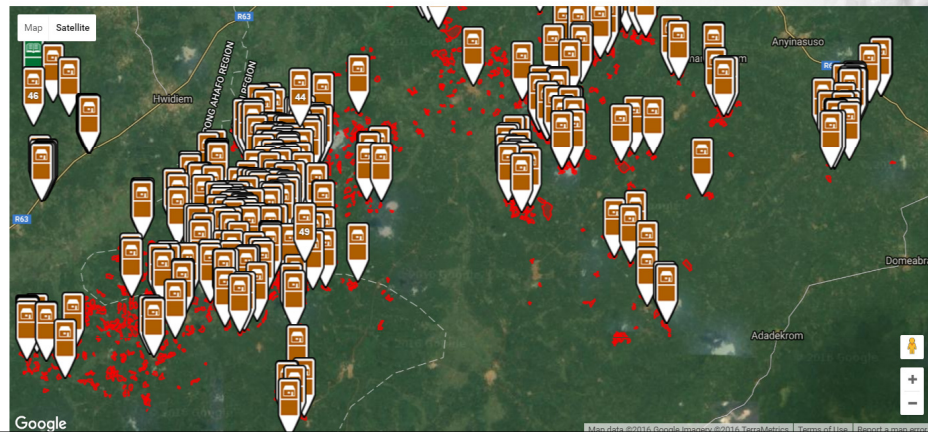 Map Satellite
R63
Anyinasuso
46
44
Hwidiem
ONG AHAFO REGION
REGION
R63
49
Domeabra
Adadekrom
Google
Map data ©2016 Google Imagery ©2016 TerraMetrics Terms of Use Report a map error